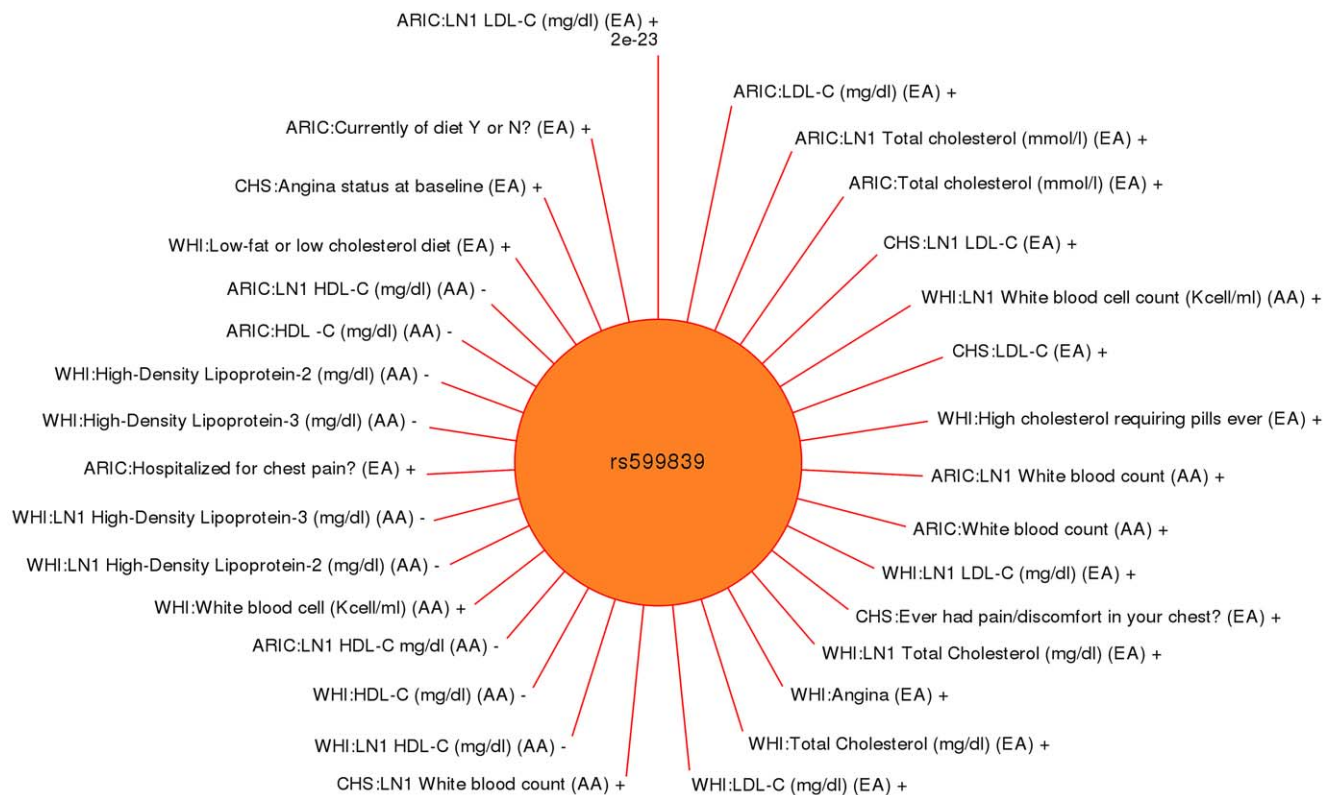 ARIC:LN1 LDL-C (mg/dl) (EA) +
2e-23
ARIC:LDL-C (mg/dl) (EA) +
ARIC:LN1 Total cholesterol (mmol/l) (EA) +
ARIC:Total cholesterol (mmol/l) (EA) +
CHS:LN1 LDL-C (EA) +
WHI:LN1 White blood cell count (Kcell/ml) (AA) +
CHS:LDL-C (EA) +
WHI:High cholesterol requiring pills ever (EA) +
ARIC:LN1 White blood count (AA) +
ARIC:White blood count (AA) +
WHI:LN1 LDL-C (mg/dl) (EA) +
CHS:Ever had pain/discomfort in your chest? (EA) +
WHI:LN1 Total Cholesterol (mg/dl) (EA) +
WHI:Angina (EA) +
WHI:Total Cholesterol (mg/dl) (EA) +
WHI:LDL-C (mg/dl) (EA) +
CHS:LN1 White blood count (AA) +
WHI:LN1 HDL-C (mg/dl) (AA) -
WHI:HDL-C (mg/dl) (AA) -
ARIC:LN1 HDL-C mg/dl (AA) -
WHI:White blood cell (Kcell/ml) (AA) +
WHI:LN1 High-Density Lipoprotein-2 (mg/dl) (AA) -
WHI:LN1 High-Density Lipoprotein-3 (mg/dl) (AA) -
ARIC:Hospitalized for chest pain? (EA) +
WHI:High-Density Lipoprotein-3 (mg/dl) (AA) -
WHI:High-Density Lipoprotein-2 (mg/dl) (AA) -
ARIC:HDL -C (mg/dl) (AA) -
ARIC:LN1 HDL-C (mg/dl) (AA) -
WHI:Low-fat or low cholesterol diet (EA) +
CHS:Angina status at baseline (EA) +
ARIC:Currently of diet Y or N? (EA) +
rs599839